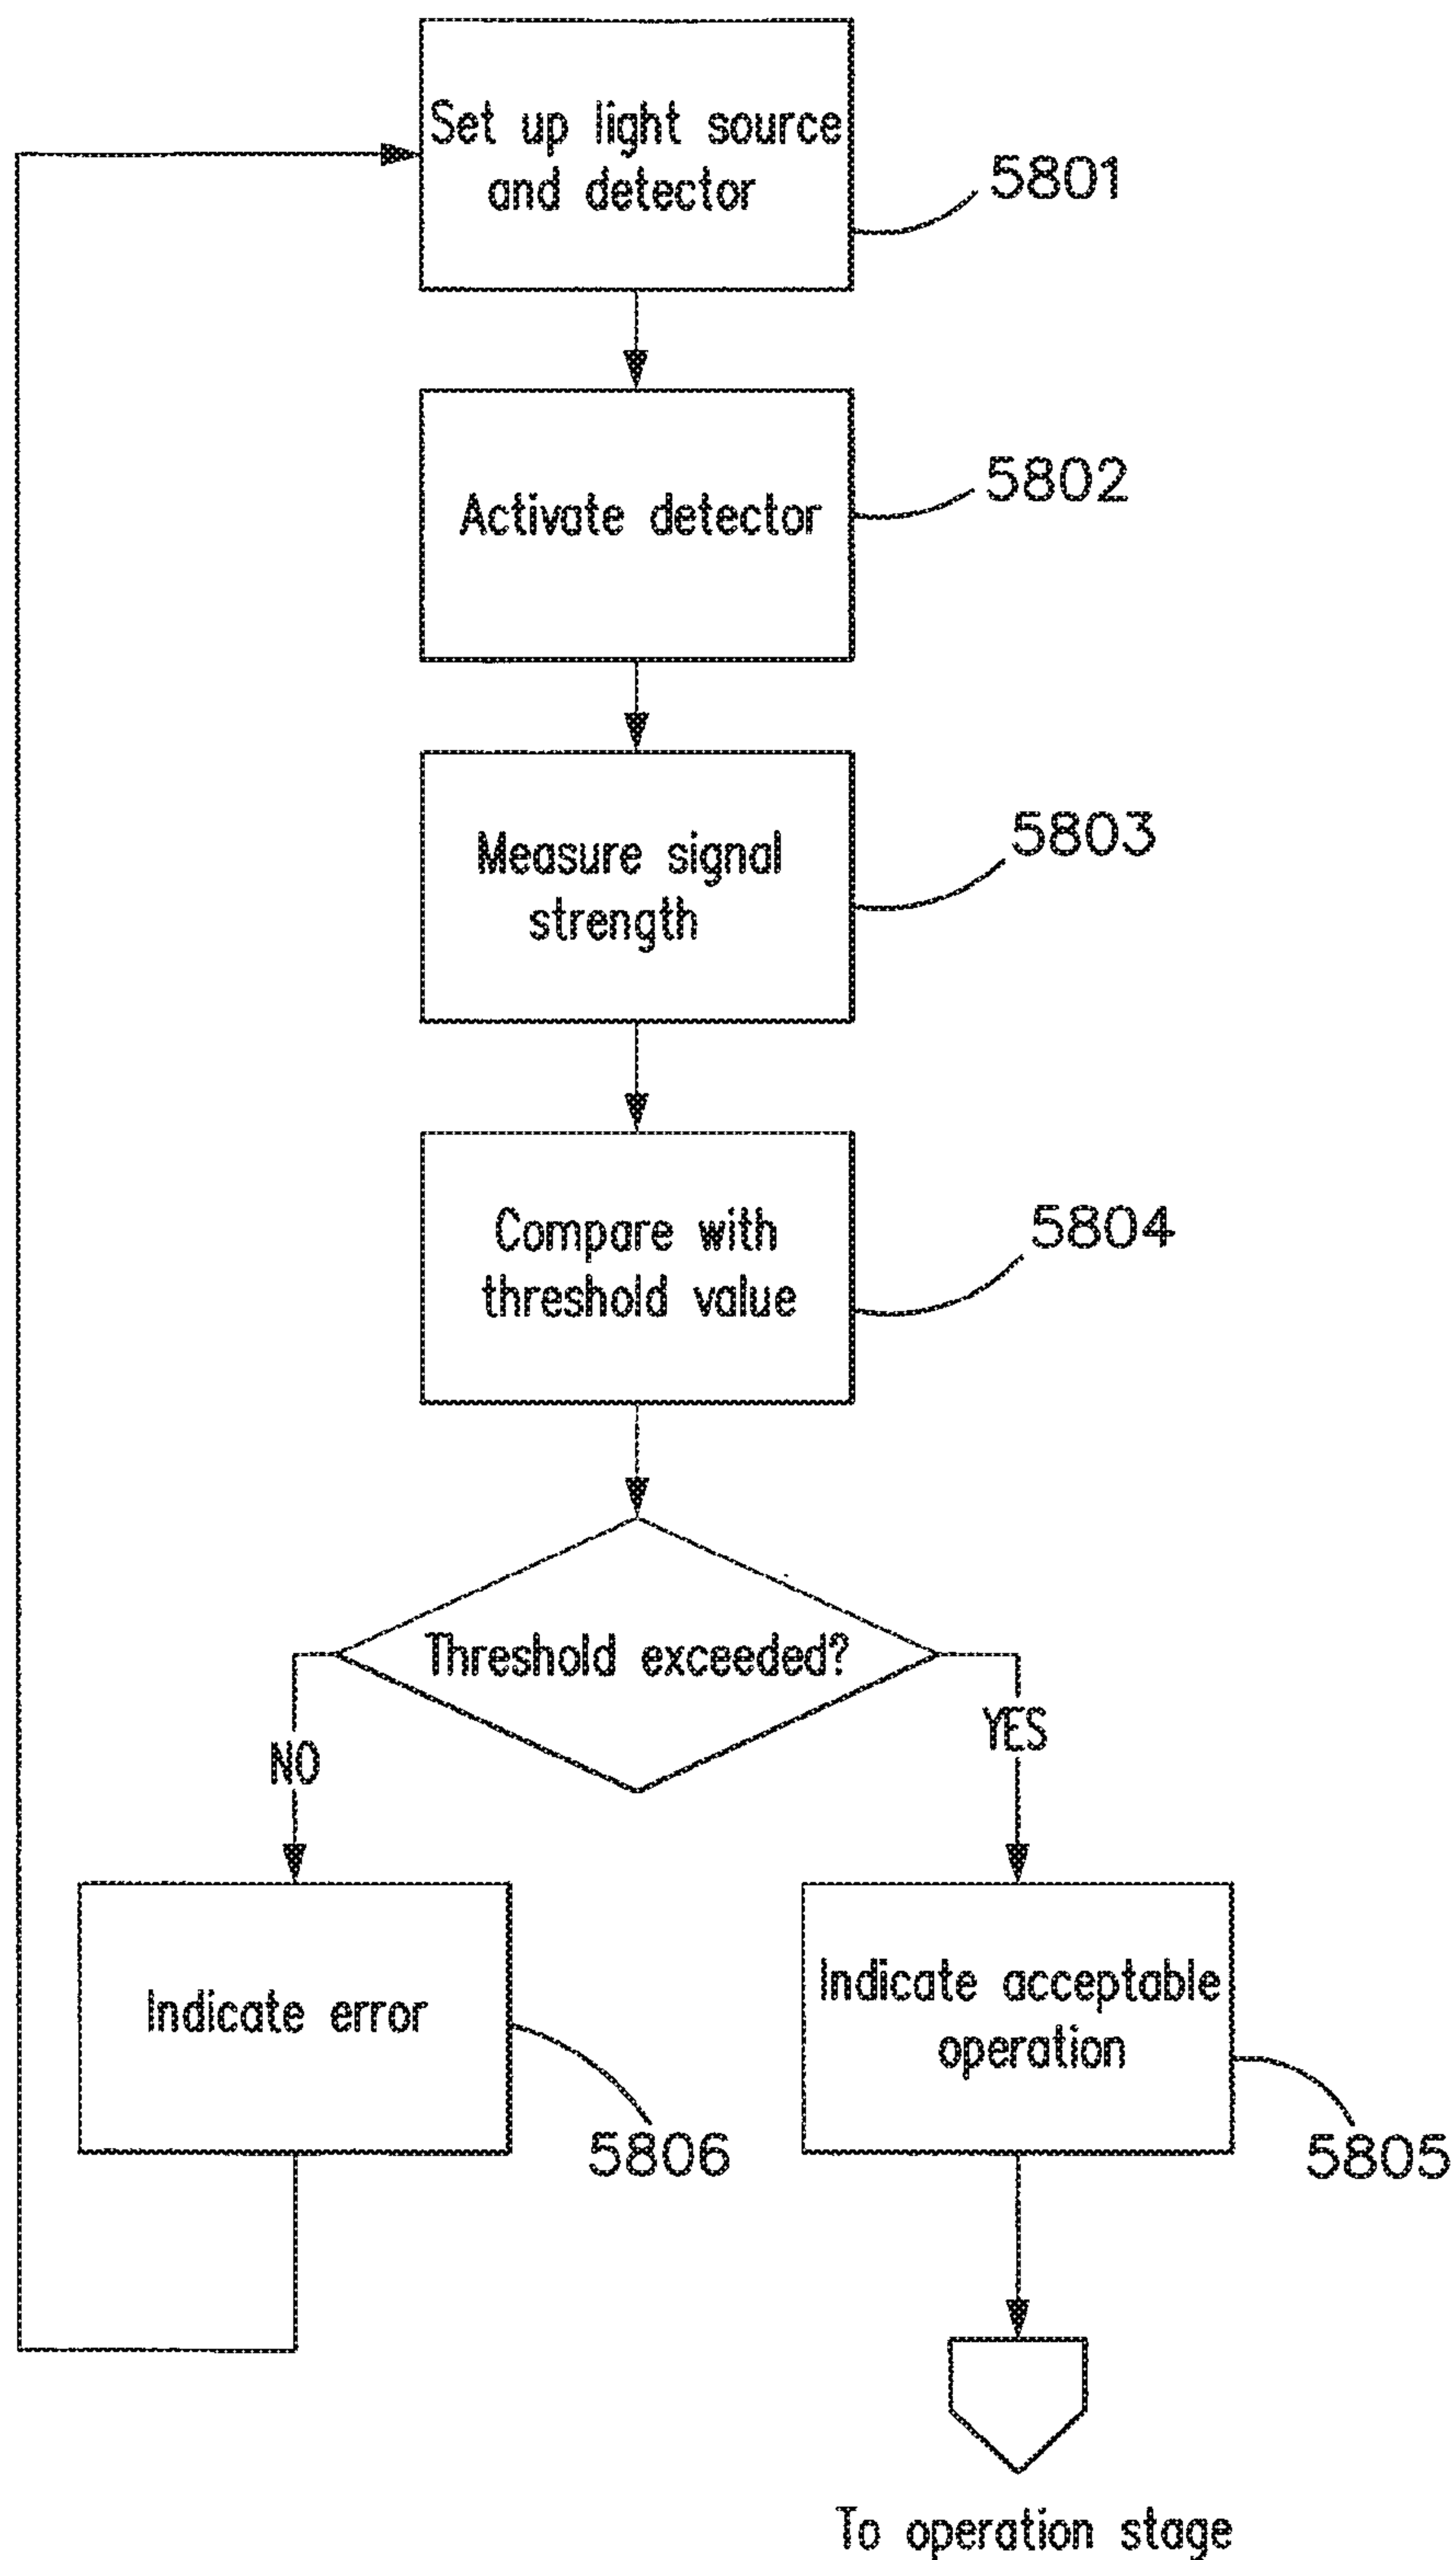 Set up light source
and detector
5801
Activate detector
5802
Measure signal
strength
5803
Compare with
threshold value
5804
Threshold exceeded?
NO
YES
Indicate error
5806
Indicate acceptable
operation
5805
To operation stage